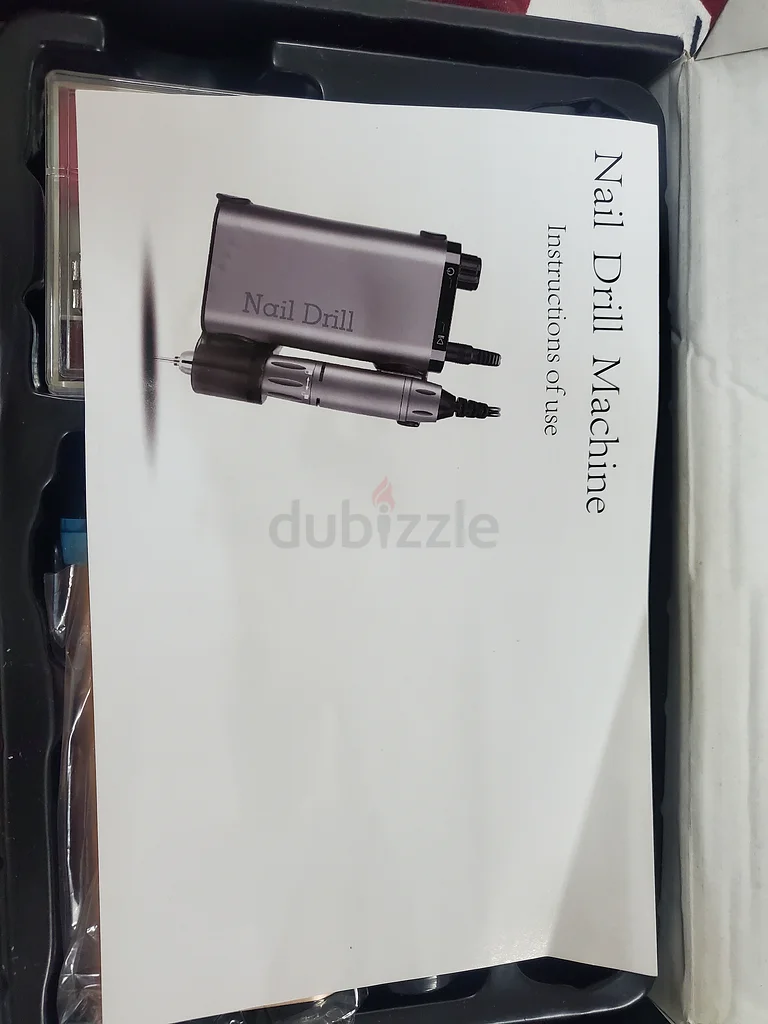 Nail Drill Machine
Instructions of use
Nail Drill
dubizzle